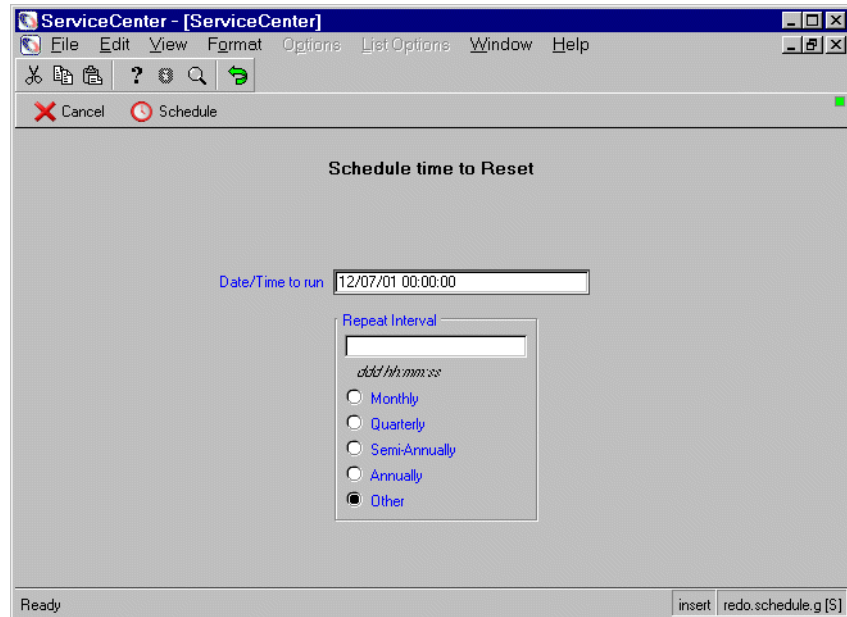 ServiceCenter - [ServiceCenter]
File Edit View Format Options List Options Window Help
?
Cancel Schedule
Schedule time to Reset
Date/Time to run 12/07/01 00:00:00
Repeat Interval
ddd hh:mm:ss
Monthly
Quarterly
Semi-Annually
Annually
Other
Ready insert redo.schedule.g [S]